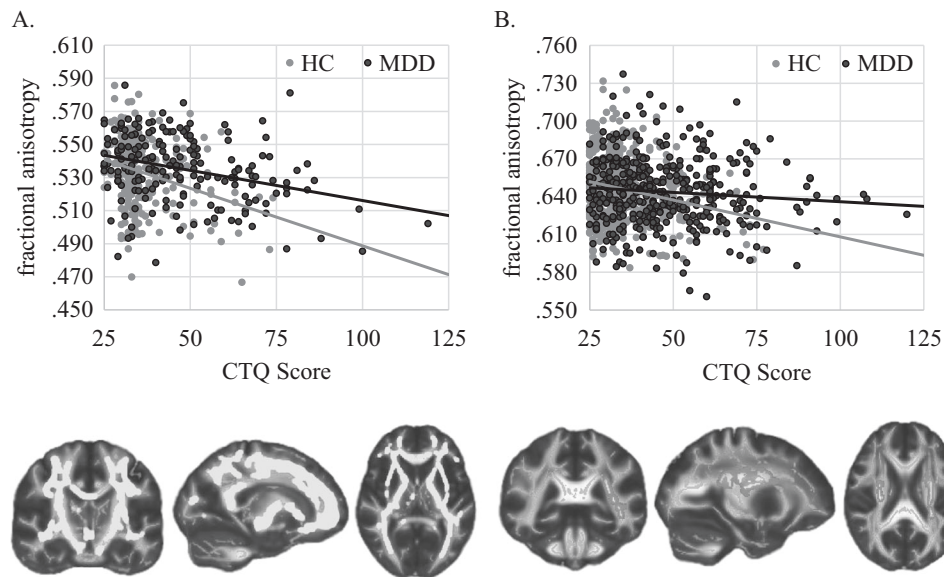 A.
.610
HC MDD
.590
.570
.550
.530
.510
.490
.470
.450
25 50 75 100 125
CTQ Score
fractional anisotropy
B.
.760
HC MDD
.730
.700
.670
.640
.610
.580
.550
25 50 75 100 125
CTQ Score
fractional anisotropy